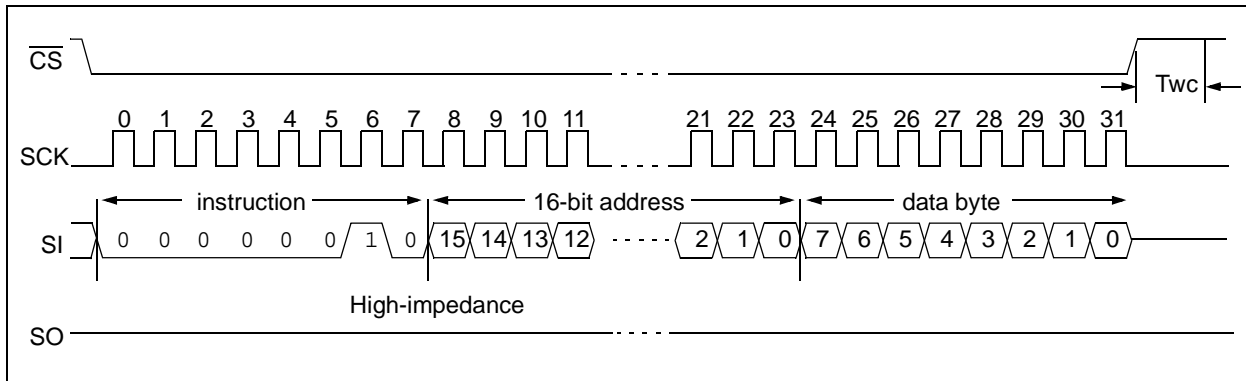 CS
Twc
0 1 2 3 4 5 6 7 8 9 10 11 21 22 23 24 25 26 27 28 29 30 31
SCK
instruction 16-bit address data byte
SI 0 0 0 0 0 0 1 0 15 14 13 12 2 1 0 7 6 5 4 3 2 1 0
High-impedance
SO